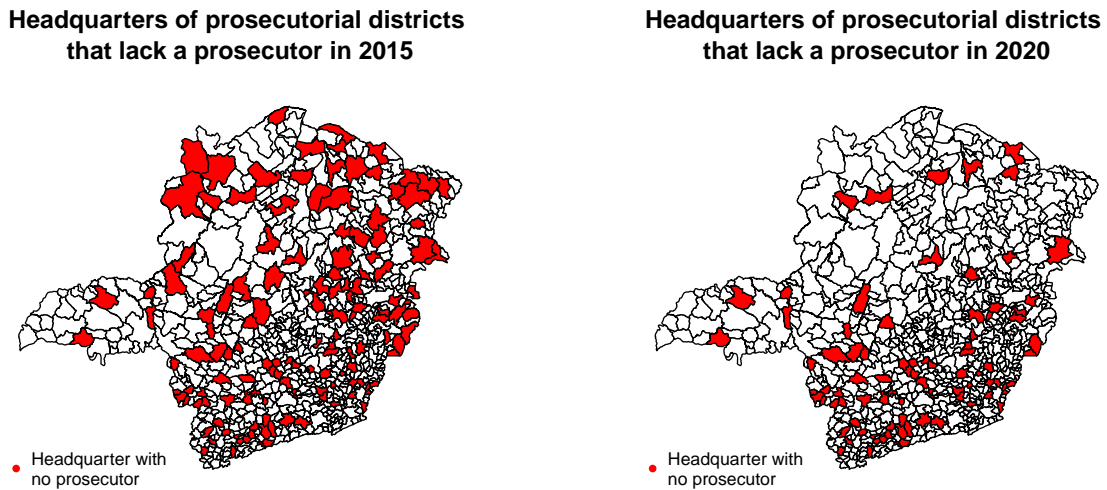 Headquarters of prosecutorial districts
that lack a prosecutor in 2015
Headquarter with
no prosecutor
Headquarters of prosecutorial districts
that lack a prosecutor in 2020
Headquarter with
no prosecutor